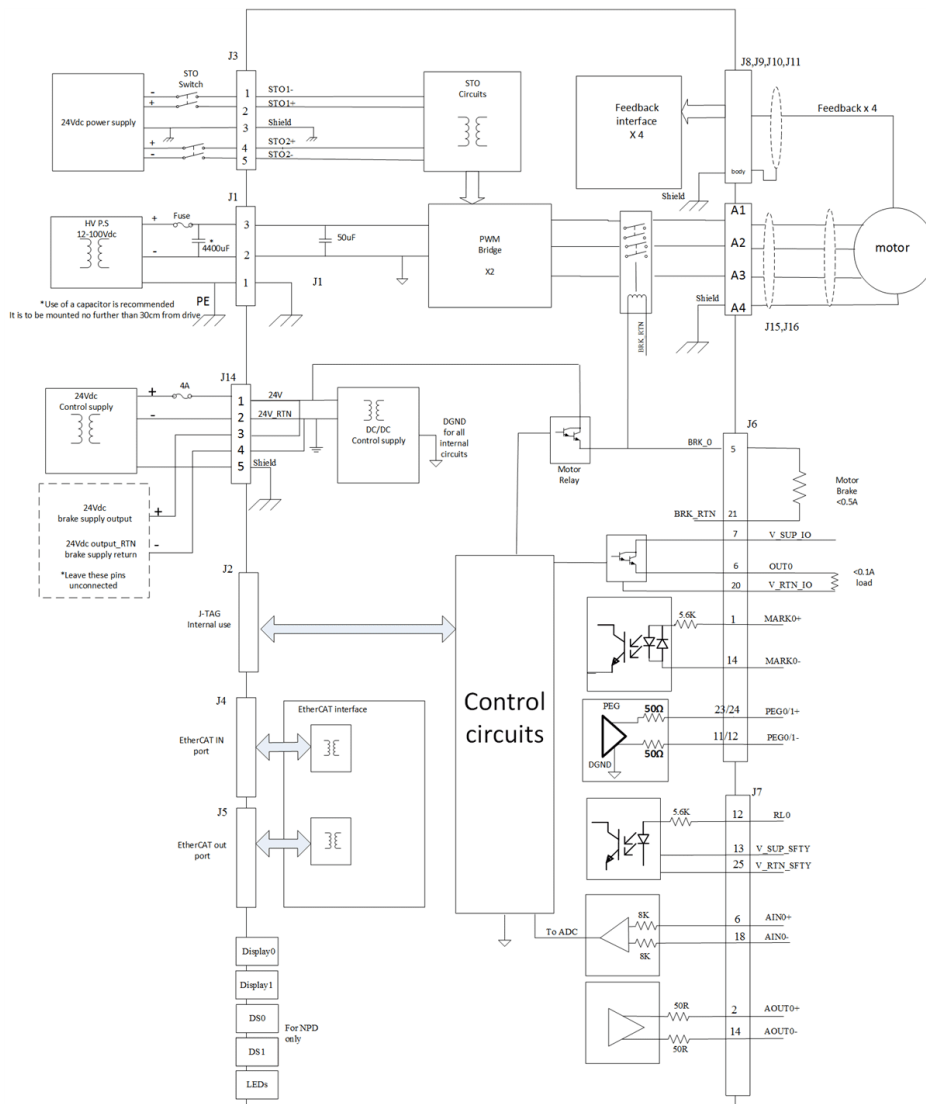 J3
STO
Switch
24Vdc power supply
-
+
+
-
1
2
3
4
5
STO1-
STO1+
Shield
STO2+
STO2-
STO
Circuits
J8,J9,J10,J11
Feedback
interface
X 4
Feedback x 4
body
Shield
J1
HV P.S
12-100Vdc
+
-
Fuse
*
4400uF
3
2
1
50uF
J1
PE
*Use of a capacitor is recommended
It is to be mounted no further than 30cm from drive
PWM
Bridge
X2
BRK_RTN
A1
A2
A3
A4
Shield
motor
J15,J16
J14
24Vdc
Control supply
+
-
4A
1
2
3
4
5
24V
24V_RTN
Shield
DC/DC
Control supply
DGND
for all
internal
circuits
24Vdc
brake supply output
+
24Vdc output_RTN
brake supply return
-
*Leave these pins
unconnected
Motor
Relay
BRK_0
J6
5
Motor
Brake
<0.5A
BRK_RTN
21
7
V_SUP_IO
6
OUT0
20
V_RTN_IO
<0.1A
load
J2
J-TAG
Internal use
5.6K
1
MARK0+
14
MARK0-
Control
circuits
J4
EtherCAT IN
port
EtherCAT interface
J5
EtherCAT out
port
PEG
50Ω
50Ω
DGND
23/24
PEG0/1+
11/12
PEG0/1-
J7
5.6K
12
RL0
13
V_SUP_SFTY
25
V_RTN_SFTY
To ADC
8K
8K
6
AIN0+
18
AIN0-
50R
50R
2
AOUT0+
14
AOUT0-
Display0
Display1
DS0
DS1
LEDs
For NPD
only